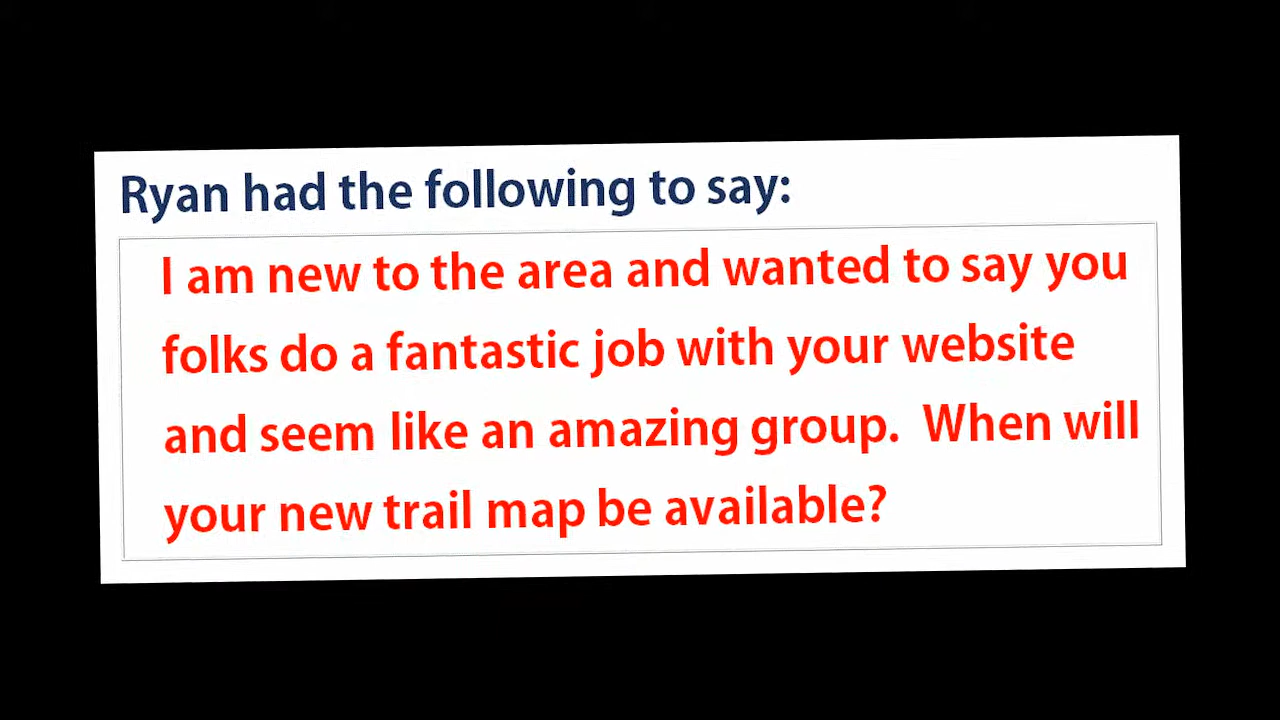 Ryan had the following to say:
I am new to the area and wanted to say you
folks do a fantastic job with your website
and seem like an amazing group.  When will
your new trail map be available?